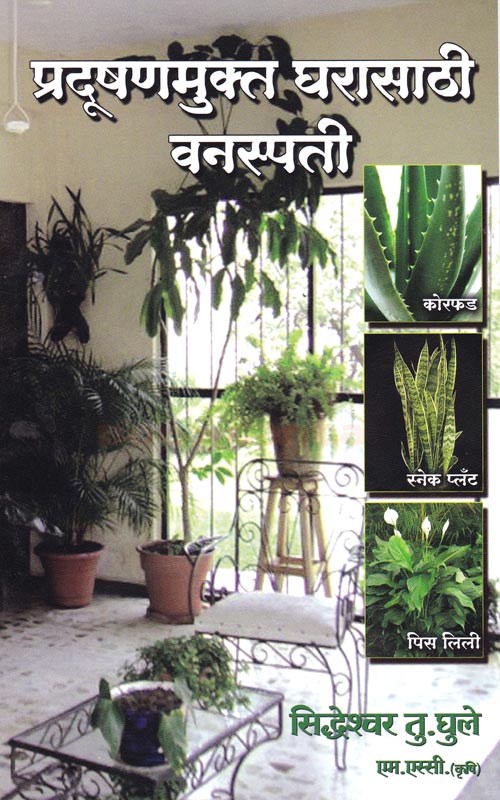 प्रदूषणमुक्त घरासाठी
वनस्पती
कोरफड
स्नेक प्लँट
पिस लिली
सिद्धेश्वर तु. घुले
एम.एस्सी.(कृषि)